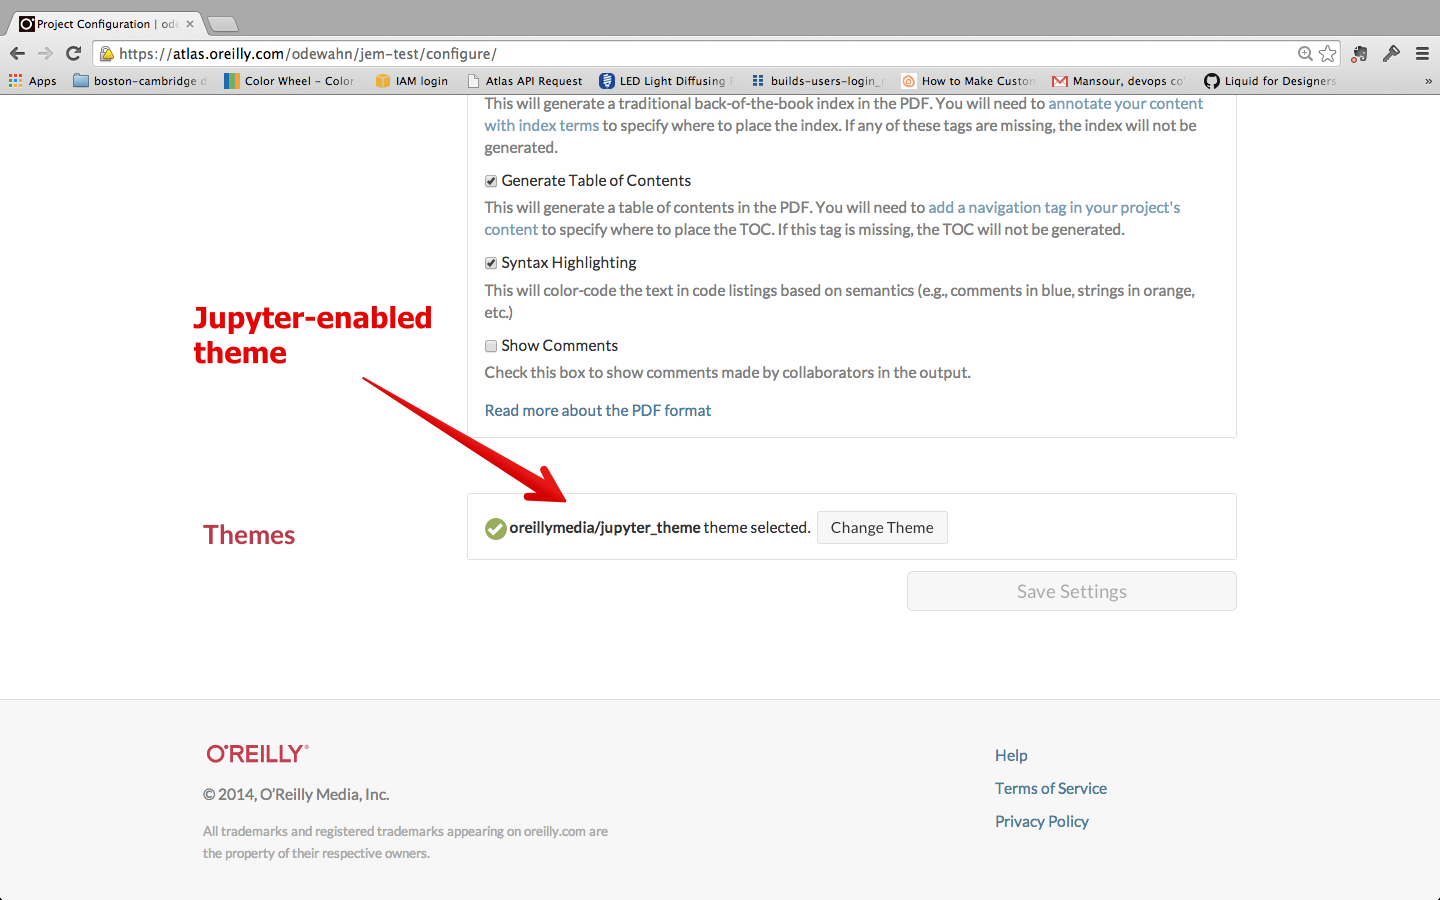 Project Configuration | ode
https://atlas.oreilly.com/odewahn/jem-test/configure/
Apps boston-cambridge d Color Wheel - Color IAM login Atlas API Request LED Light Diffusing builds-users-login_ How to Make Custom Mansour, devops co Liquid for Designers »
This will generate a traditional back-of-the-book index in the PDF. You will need to annotate your content
with index terms to specify where to place the index. If any of these tags are missing, the index will not be
generated.
Generate Table of Contents
This will generate a table of contents in the PDF. You will need to add a navigation tag in your project's
content to specify where to place the TOC. If this tag is missing, the TOC will not be generated.
Syntax Highlighting
This will color-code the text in code listings based on semantics (e.g., comments in blue, strings in orange,
etc.)
Jupyter-enabled
theme
Show Comments
Check this box to show comments made by collaborators in the output.
Read more about the PDF format
Themes
oreillymedia/jupyter_theme theme selected. Change Theme
Save Settings
O'REILLY®
© 2014, O'Reilly Media, Inc.
All trademarks and registered trademarks appearing on oreilly.com are
the property of their respective owners.
Help
Terms of Service
Privacy Policy